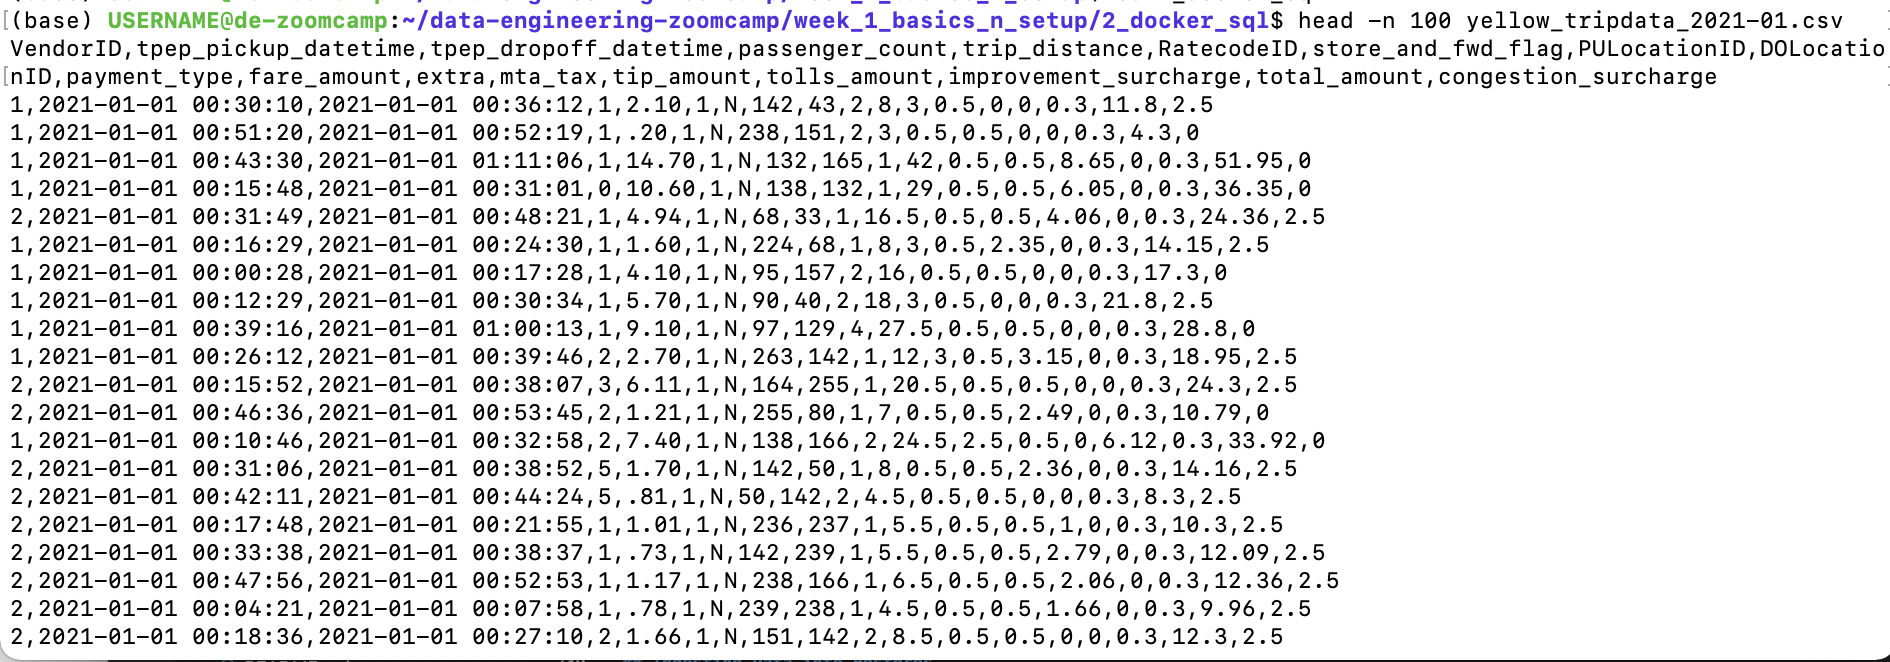 (base) USERNAME@de-zoomcamp:~/data-engineering-zoomcamp/week_1_basics_n_setup/2_docker_sql$ head -n 100 yellow_tripdata_2021-01.csv
VendorID,tpep_pickup_datetime,tpep_dropoff_datetime,passenger_count,trip_distance,RatecodeID,store_and_fwd_flag,PULocationID,DOLocatio
nID,payment_type,fare_amount,extra,mta_tax,tip_amount,tolls_amount,improvement_surcharge,total_amount,congestion_surcharge
1,2021-01-01 00:30:10,2021-01-01 00:36:12,1,2.10,1,N,142,43,2,8,3,0.5,0,0,0.3,11.8,2.5
1,2021-01-01 00:51:20,2021-01-01 00:52:19,1,.20,1,N,238,151,2,3,0.5,0.5,0,0,0.3,4.3,0
1,2021-01-01 00:43:30,2021-01-01 01:11:06,1,14.70,1,N,132,165,1,42,0.5,0.5,8.65,0,0.3,51.95,0
1,2021-01-01 00:15:48,2021-01-01 00:31:01,0,10.60,1,N,138,132,1,29,0.5,0.5,6.05,0,0.3,36.35,0
2,2021-01-01 00:31:49,2021-01-01 00:48:21,1,4.94,1,N,68,33,1,16.5,0.5,0.5,4.06,0,0.3,24.36,2.5
1,2021-01-01 00:16:29,2021-01-01 00:24:30,1,1.60,1,N,224,68,1,8,3,0.5,2.35,0,0.3,14.15,2.5
1,2021-01-01 00:00:28,2021-01-01 00:17:28,1,4.10,1,N,95,157,2,16,0.5,0.5,0,0,0.3,17.3,0
1,2021-01-01 00:12:29,2021-01-01 00:30:34,1,5.70,1,N,90,40,2,18,3,0.5,0,0,0.3,21.8,2.5
1,2021-01-01 00:39:16,2021-01-01 01:00:13,1,9.10,1,N,97,129,4,27.5,0.5,0.5,0,0,0.3,28.8,0
1,2021-01-01 00:26:12,2021-01-01 00:39:46,2,2.70,1,N,263,142,1,12,3,0.5,3.15,0,0.3,18.95,2.5
2,2021-01-01 00:15:52,2021-01-01 00:38:07,3,6.11,1,N,164,255,1,20.5,0.5,0.5,0,0,0.3,24.3,2.5
2,2021-01-01 00:46:36,2021-01-01 00:53:45,2,1.21,1,N,255,80,1,7,0.5,0.5,2.49,0,0.3,10.79,0
1,2021-01-01 00:10:46,2021-01-01 00:32:58,2,7.40,1,N,138,166,2,24.5,2.5,0.5,0,6.12,0.3,33.92,0
2,2021-01-01 00:31:06,2021-01-01 00:38:52,5,1.70,1,N,142,50,1,8,0.5,0.5,2.36,0,0.3,14.16,2.5
2,2021-01-01 00:42:11,2021-01-01 00:44:24,5,.81,1,N,50,142,2,4.5,0.5,0.5,0,0,0.3,8.3,2.5
2,2021-01-01 00:17:48,2021-01-01 00:21:55,1,1.01,1,N,236,237,1,5.5,0.5,0.5,1,0,0.3,10.3,2.5
2,2021-01-01 00:33:38,2021-01-01 00:38:37,1,.73,1,N,142,239,1,5.5,0.5,0.5,2.79,0,0.3,12.09,2.5
2,2021-01-01 00:47:56,2021-01-01 00:52:53,1,1.17,1,N,238,166,1,6.5,0.5,0.5,2.06,0,0.3,12.36,2.5
2,2021-01-01 00:04:21,2021-01-01 00:07:58,1,.78,1,N,239,238,1,4.5,0.5,0.5,1.66,0,0.3,9.96,2.5
2,2021-01-01 00:18:36,2021-01-01 00:27:10,2,1.66,1,N,151,142,2,8.5,0.5,0.5,0,0,0.3,12.3,2.5